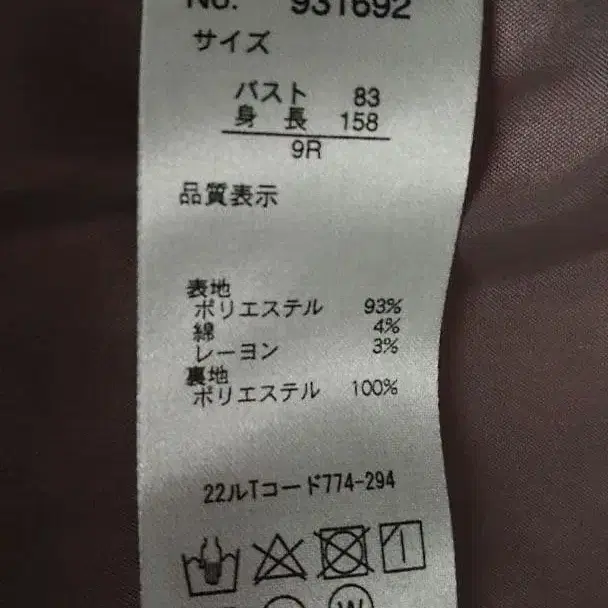 No. 931692
サイズ
バスト 83
身長 158
9R
品質表示
表地
ポリエステル 93%
綿 4%
レーヨン 3%
裏地
ポリエステル 100%
22ルTコード774-294
W